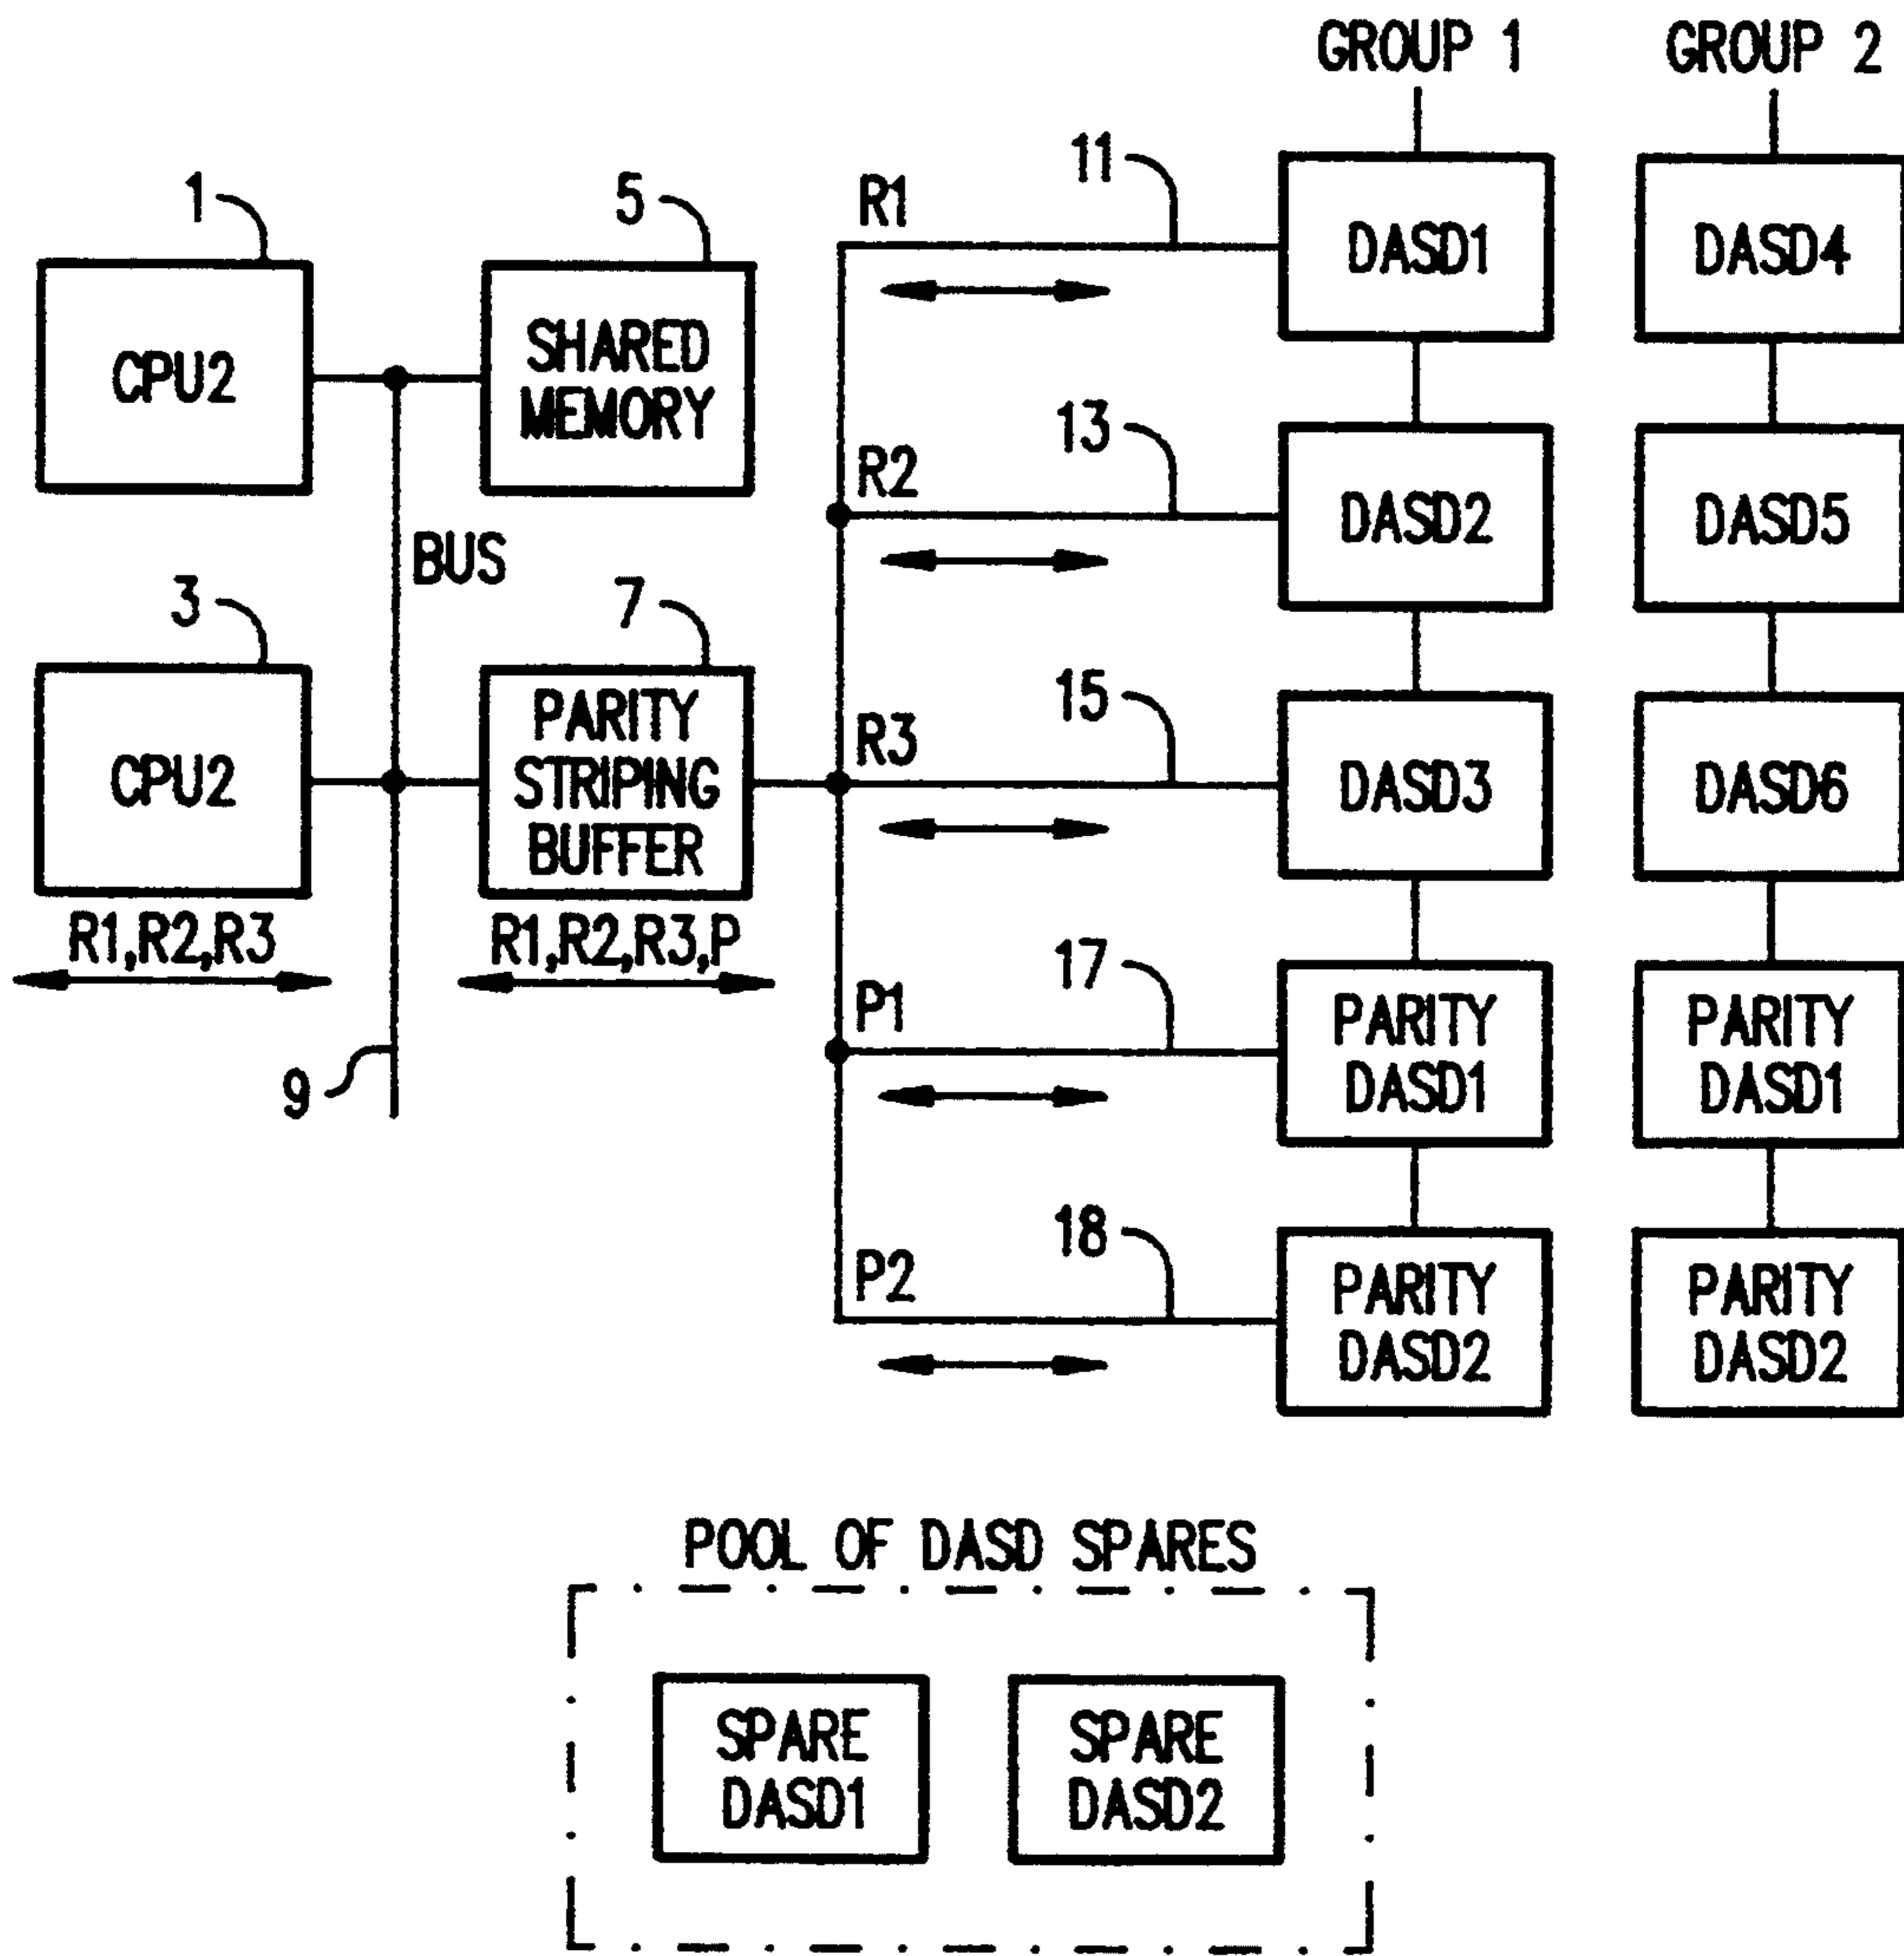 GROUP 1
GROUP 2
1
5
R1
11
DASD1
DASD4
CPU2
SHARED
MEMORY
R2
13
DASD2
DASD5
BUS
3
7
R3
15
DASD3
DASD6
CPU2
PARITY
STRIPING
BUFFER
R1,R2,R3
R1,R2,R3,P
9
P1
17
PARITY
DASD1
PARITY
DASD1
P2
18
PARITY
DASD2
PARITY
DASD2
POOL OF DASD SPARES
SPARE
DASD1
SPARE
DASD2